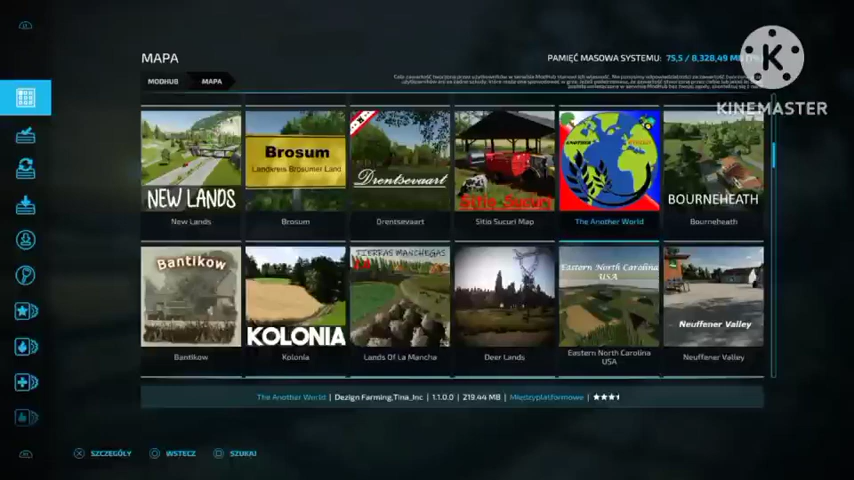 MAPA
PAMIĘĆ MASOWA SYSTEMU: 75,5 / 8,328,49 MB
K
KINEMASTER
MODHUB
MAPA
NEW LANDS
Brosum
Landkreis Brosumer Land
Drentsevaart
Sitio Sucuri
BOURNEHEATH
New Lands
Brosum
Drentsevaart
Sitio Sucuri Map
The Another World
Bourneheath
Bantikow
KOLONIA
TIERRAS MANCHEGAS
Eastern North Carolina
USA
Neuffener Valley
Bantikow
Kolonia
Lands Of La Mancha
Deer Lands
Eastern North Carolina
USA
Neuffener Valley
The Another World | Dezign Farming,Tina_Inc | 1.1.0.0 | 219.44 MB | Międzyplatformowe |
SZCZEGÓŁY
WSTECZ
SZUKAJ